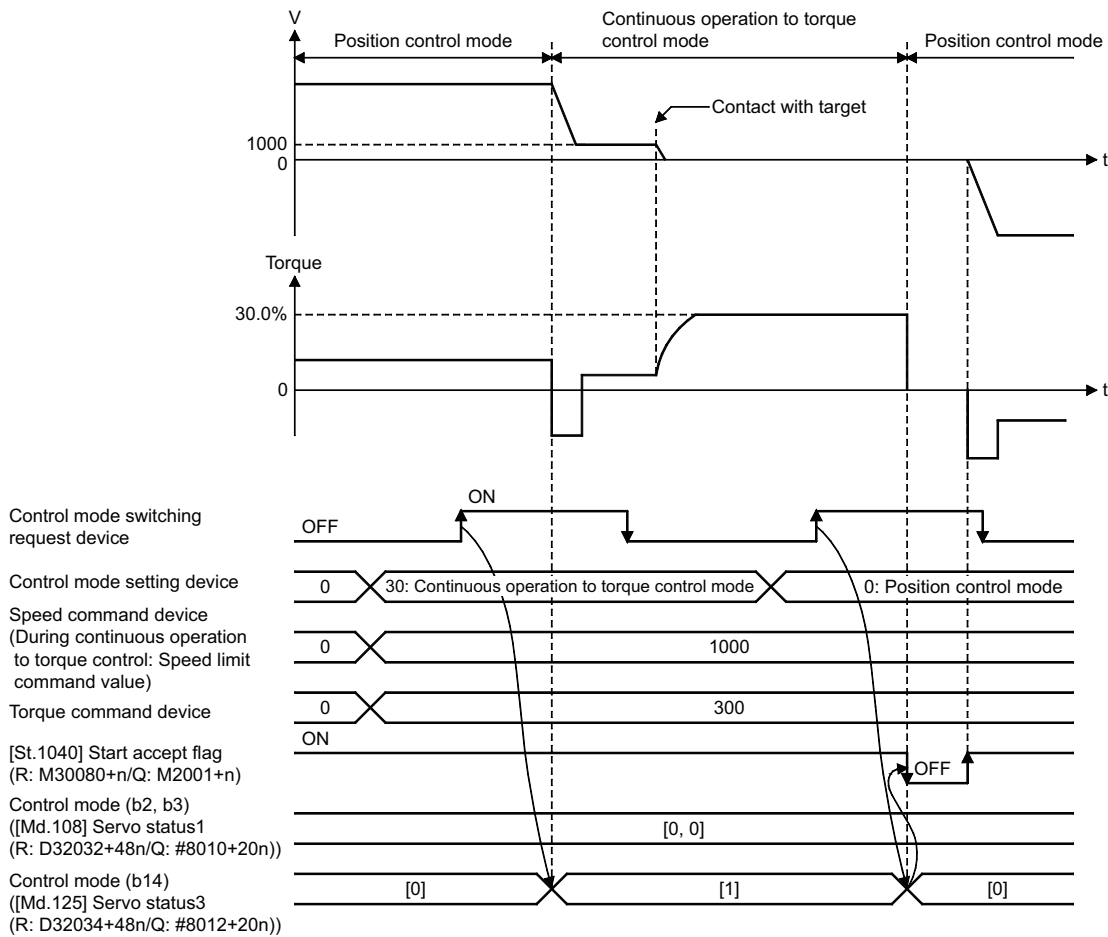 V
Continuous operation to torque
control mode
Position control mode
Position control mode
Contact with target
1000
0
t
Torque
30.0%
0
t
Control mode switching
request device
OFF
ON
Control mode setting device
0
30: Continuous operation to torque control mode
0: Position control mode
Speed command device
(During continuous operation
to torque control: Speed limit
command value)
0
1000
Torque command device
0
300
[St.1040] Start accept flag
(R: M30080+n/Q: M2001+n)
ON
OFF
Control mode (b2, b3)
([Md.108] Servo status1
(R: D32032+48n/Q: #8010+20n))
[0, 0]
Control mode (b14)
([Md.125] Servo status3
(R: D32034+48n/Q: #8012+20n))
[0]
[1]
[0]